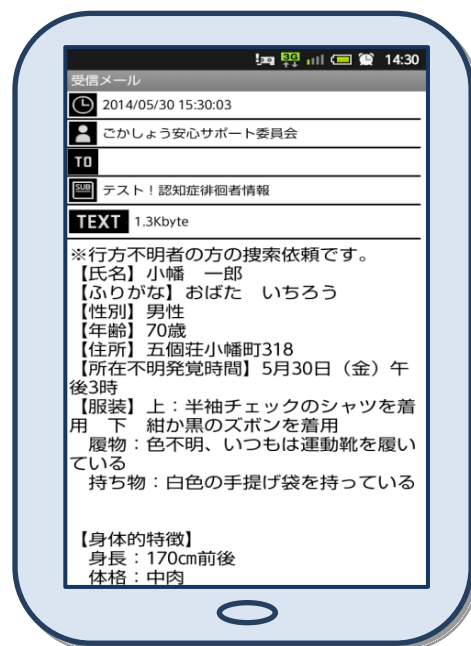 3G 14:30
受信メール
2014/05/30 15:30:03
ごかしょう安心サポート委員会
TO
SUB テスト！認知症徘徊者情報
TEXT 1.3Kbyte
※行方不明者の方の捜索依頼です。
【氏名】小幡　一郎
【ふりがな】おばた　いちろう
【性別】男性
【年齢】70歳
【住所】五個荘小幡町318
【所在不明発覚時間】5月30日（金）午
後3時
【服装】上：半袖チェックのシャツを着
用　下　紺か黒のズボンを着用
　履物：色不明、いつもは運動靴を履い
ている
　持ち物：白色の手提げ袋を持っている
【身体的特徴】
　身長：170㎝前後
　体格：中肉